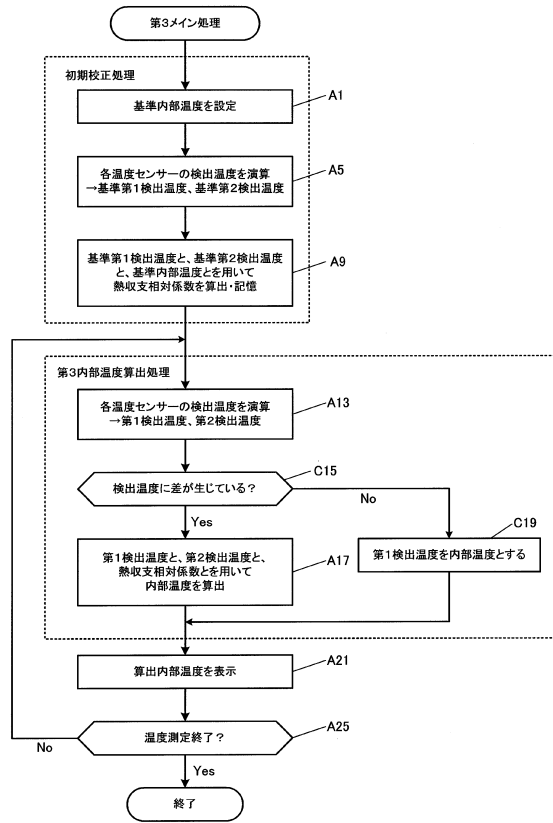 第3メイン処理
初期校正処理
基準内部温度を設定
A1
各温度センサーの検出温度を演算
→基準第1検出温度、基準第2検出温度
A5
基準第1検出温度と、基準第2検出温度
と、基準内部温度とを用いて
熱収支相対係数を算出・記憶
A9
第3内部温度算出処理
各温度センサーの検出温度を演算
→第1検出温度、第2検出温度
A13
検出温度に差が生じている？
C15
No
Yes
第1検出温度と、第2検出温度と、
熱収支相対係数とを用いて
内部温度を算出
A17
第1検出温度を内部温度とする
C19
算出内部温度を表示
A21
温度測定終了？
A25
No
Yes
終了